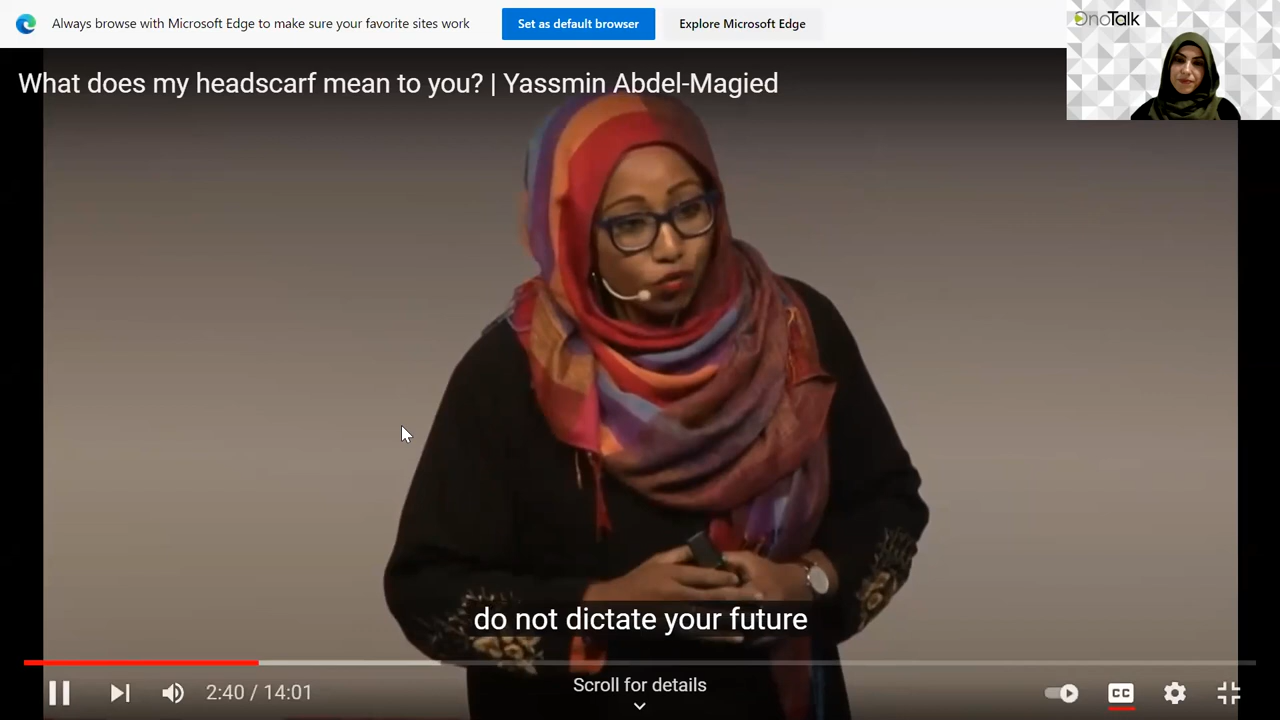 Always browse with Microsoft Edge to make sure your favorite sites work
Set as default browser
Explore Microsoft Edge
OnoTalk
What does my headscarf mean to you? | Yassmin Abdel-Magied
do not dictate your future
2:40 / 14:01
Scroll for details
CC